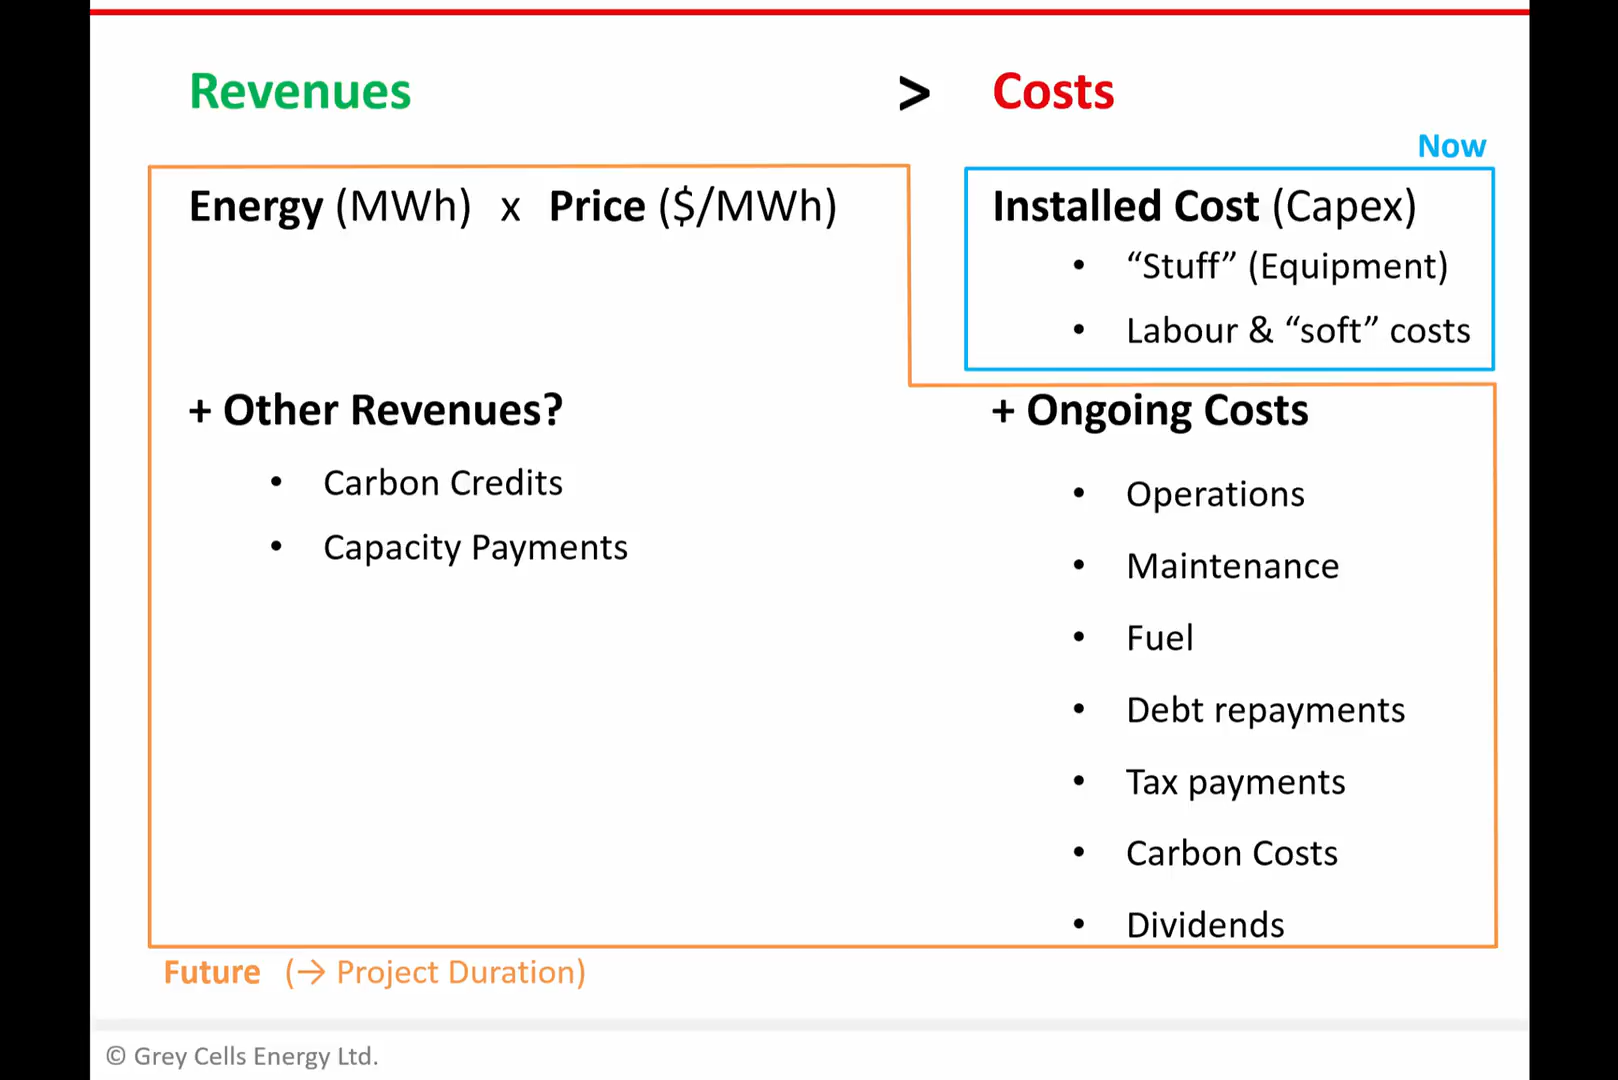 Revenues > Costs
Now
Energy (MWh) x Price ($/MWh)
+ Other Revenues?
• Carbon Credits
• Capacity Payments
Installed Cost (Capex)
• “Stuff” (Equipment)
• Labour & “soft” costs
+ Ongoing Costs
• Operations
• Maintenance
• Fuel
• Debt repayments
• Tax payments
• Carbon Costs
• Dividends
Future (→ Project Duration)
© Grey Cells Energy Ltd.